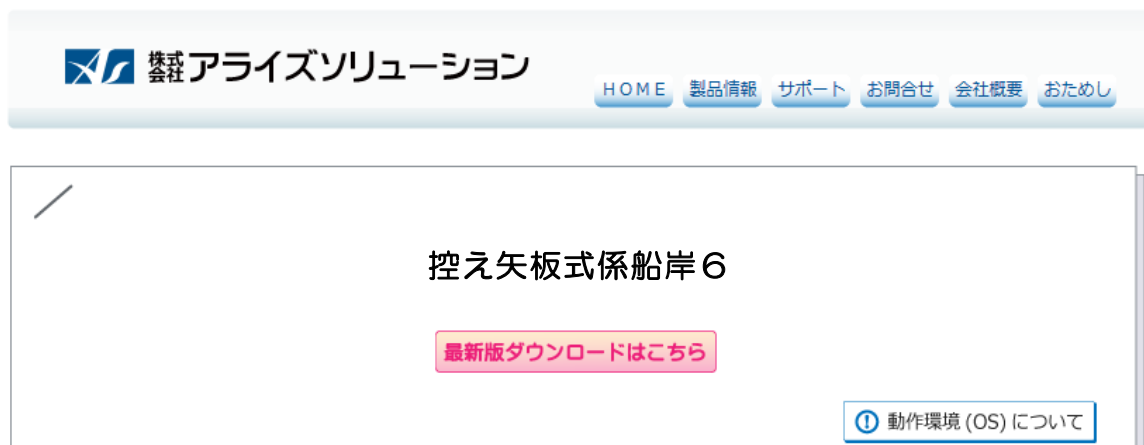 株式会社アライズソリューション
HOME 製品情報 サポート お問合せ 会社概要 おためし
控え矢板式係船岸6
最新版ダウンロードはこちら
動作環境 (OS) について